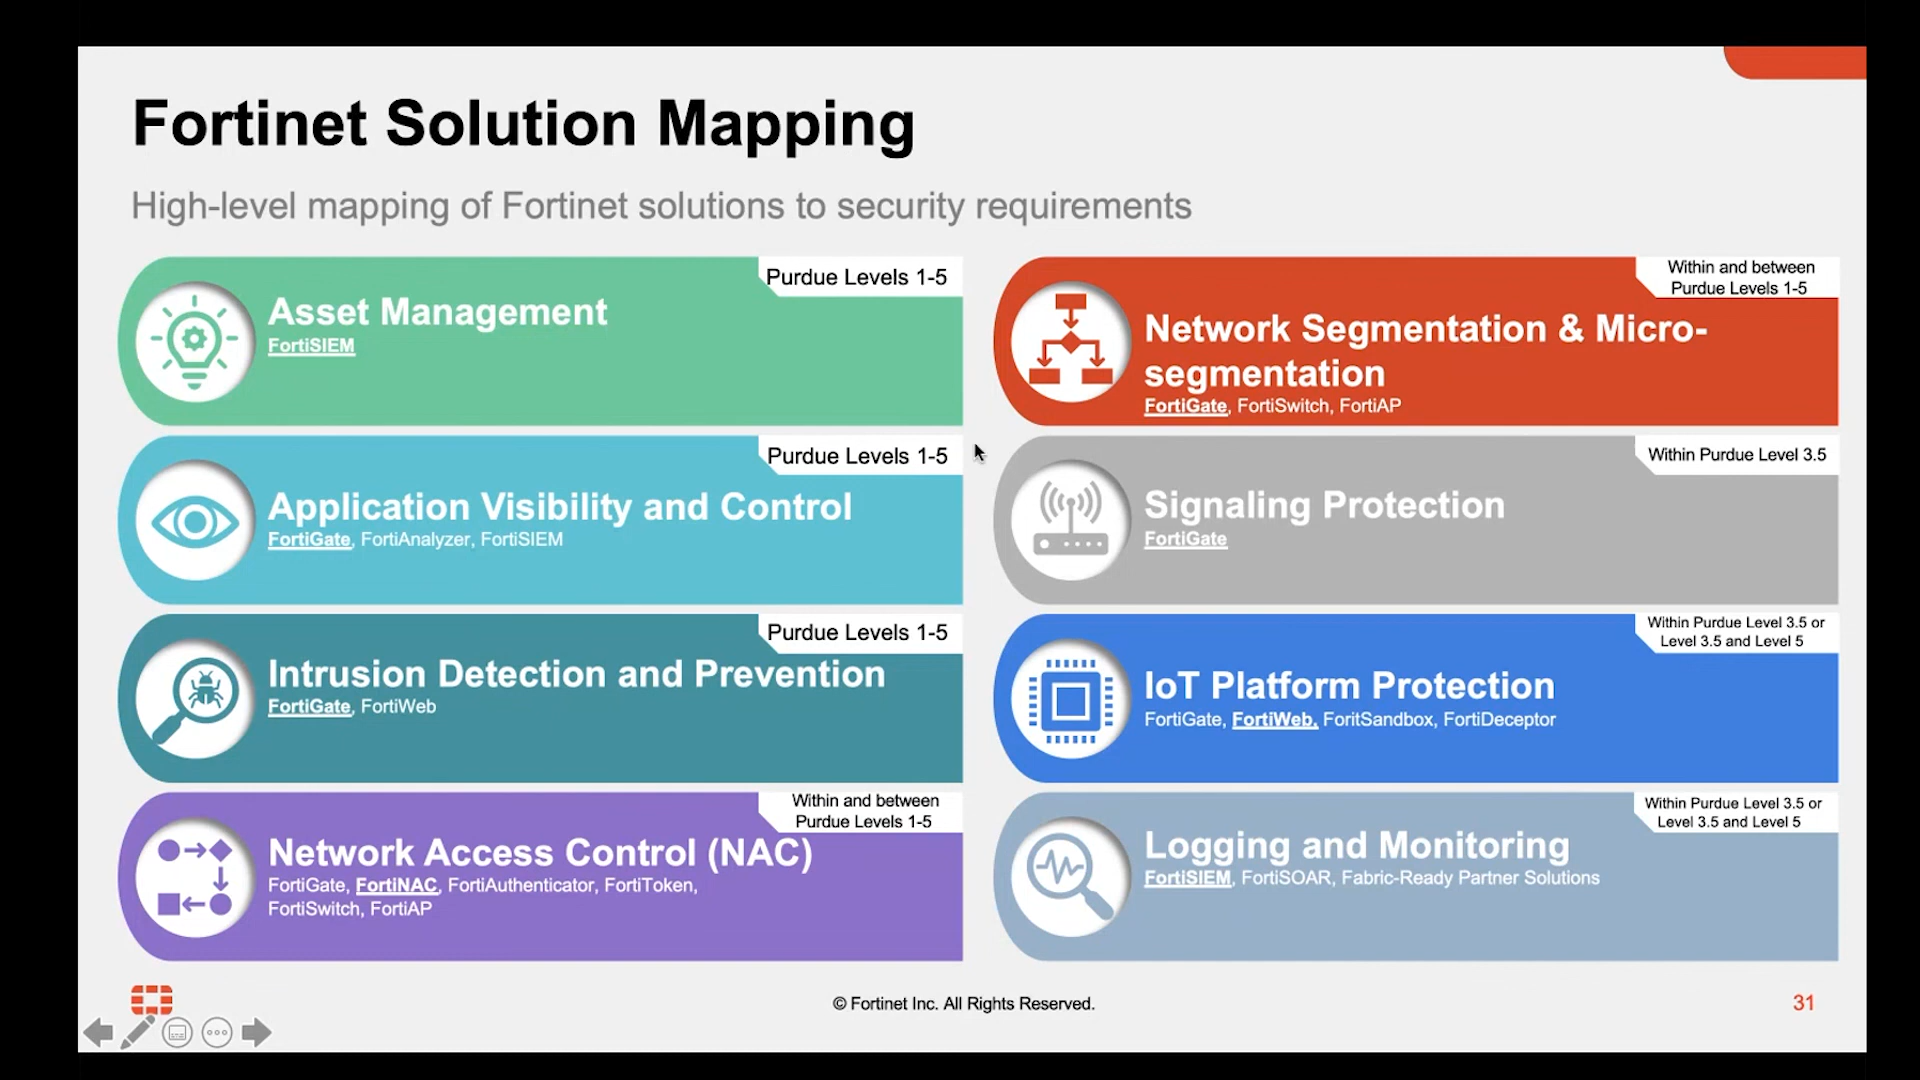 Fortinet Solution Mapping
High-level mapping of Fortinet solutions to security requirements
Purdue Levels 1-5
Asset Management
FortiSIEM
Purdue Levels 1-5
Application Visibility and Control
FortiGate, FortiAnalyzer, FortiSIEM
Purdue Levels 1-5
Intrusion Detection and Prevention
FortiGate, FortiWeb
Within and between
Purdue Levels 1-5
Network Access Control (NAC)
FortiGate, FortiNAC, FortiAuthenticator, FortiToken,
FortiSwitch, FortiAP
Within and between
Purdue Levels 1-5
Network Segmentation & Micro-
segmentation
FortiGate, FortiSwitch, FortiAP
Within Purdue Level 3.5
Signaling Protection
FortiGate
Within Purdue Level 3.5 or
Level 3.5 and Level 5
IoT Platform Protection
FortiGate, FortiWeb, ForitSandbox, FortiDeceptor
Within Purdue Level 3.5 or
Level 3.5 and Level 5
Logging and Monitoring
FortiSIEM, FortiSOAR, Fabric-Ready Partner Solutions
© Fortinet Inc. All Rights Reserved.
31